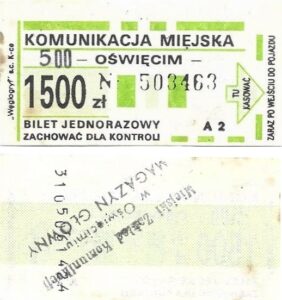 KOMUNIKACJA MIEJSKA
500 — OŚWIĘCIM —
1500 zł
Nº 503463
BILET JEDNORAZOWY A 2
ZACHOWAĆ DLA KONTROLI
"Węglogryf" s.c. K-ce
TU KASOWAĆ
ZARAZ PO WEJŚCIU DO POJAZDU
Miejski Zakład Komunikacji
w Oświęcimiu
MAGAZYN GŁÓWNY